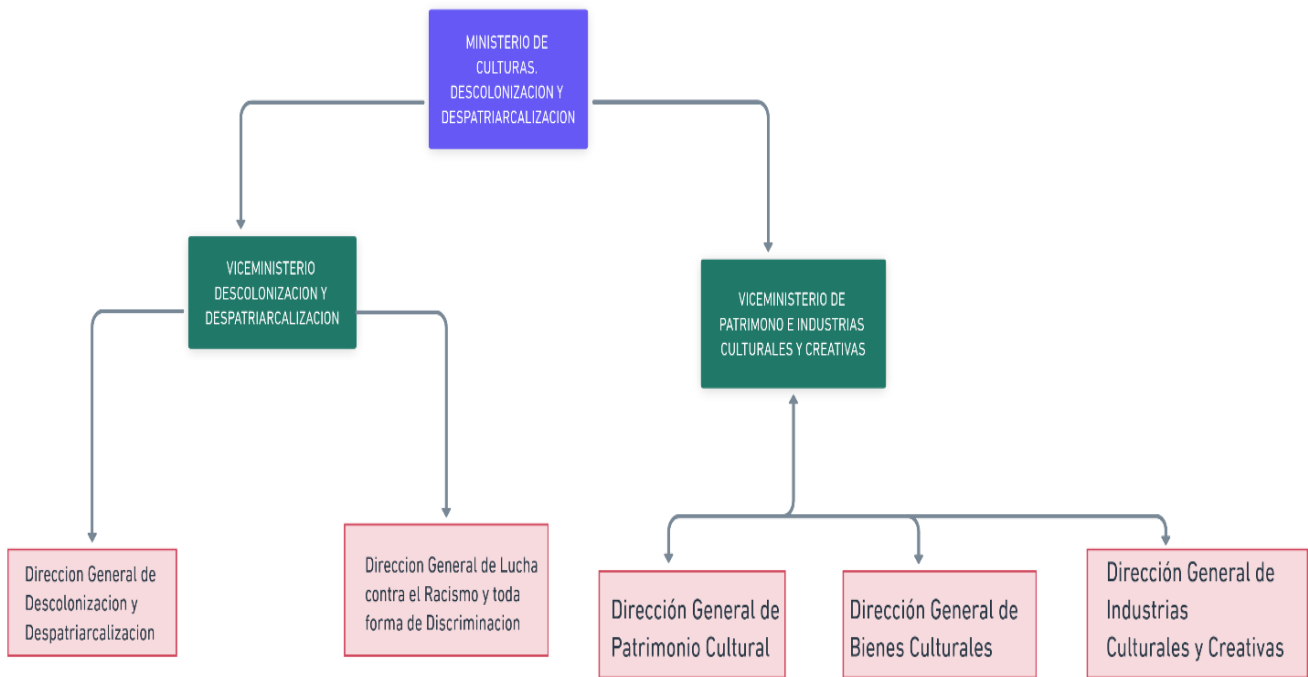 MINISTERIO DE
CULTURAS.
DESCOLONIZACION Y
DESPATRIARCALIZACION
VICEMINISTERIO
DESCOLONIZACION Y
DESPATRIARCALIZACION
VICEMINISTERIO DE
PATRIMONO E INDUSTRIAS
CULTURALES Y CREATIVAS
Direccion General de
Descolonizacion y
Despatriarcalizacion
Direccion General de Lucha
contra el Racismo y toda
forma de Discriminacion
Dirección General de
Patrimonio Cultural
Dirección General de
Bienes Culturales
Dirección General de
Industrias
Culturales y Creativas